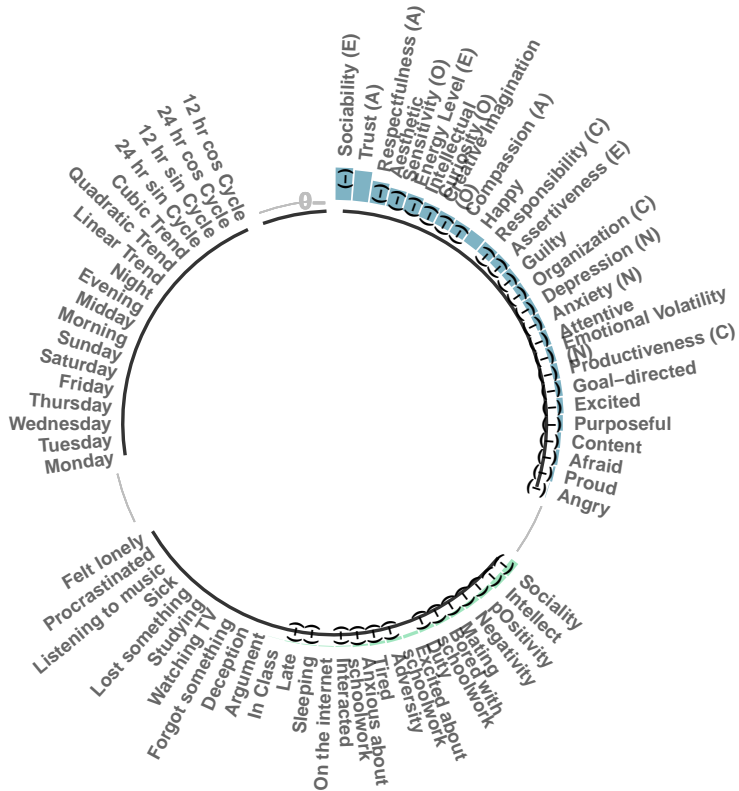 Sociability (E)
Trust (A)
Respectfulness (A)
Aesthetic
Sensitivity (O)
Energy Level (E)
Intellectual
Curiosity (O)
Creative Imagination
(O)
Compassion (A)
Happy
Responsibility (C)
Assertiveness (E)
Guilty
Organization (C)
Depression (N)
Anxiety (N)
Attentive
Emotional Volatility
(N)
Productiveness (C)
Goal−directed
Excited
Purposeful
Content
Afraid
Proud
Angry
Sociality
Intellect
pOsitivity
Negativity
Mating
Bored with
schoolwork
Duty
Excited about
schoolwork
Adversity
Tired
Anxious about
schoolwork
Interacted
On the internet
Sleeping
Late
In Class
Argument
Deception
Forgot something
Watching TV
Studying
Lost something
Sick
Listening to music
Procrastinated
Felt lonely
Monday
Tuesday
Wednesday
Thursday
Friday
Saturday
Sunday
Morning
Midday
Evening
Night
Linear Trend
Quadratic Trend
Cubic Trend
24 hr sin Cycle
12 hr sin Cycle
24 hr cos Cycle
12 hr cos Cycle
0